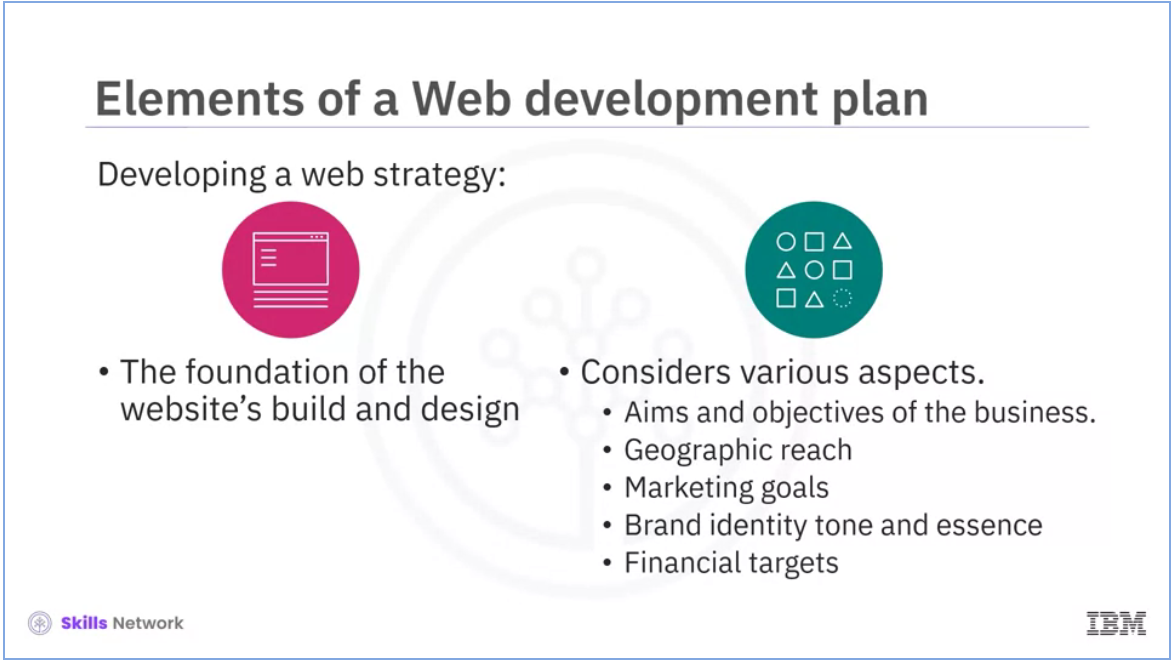 Elements of a Web development plan
Developing a web strategy:
• The foundation of the
website's build and design
• Considers various aspects.
• Aims and objectives of the business.
• Geographic reach
• Marketing goals
• Brand identity tone and essence
• Financial targets
Skills Network
IBM